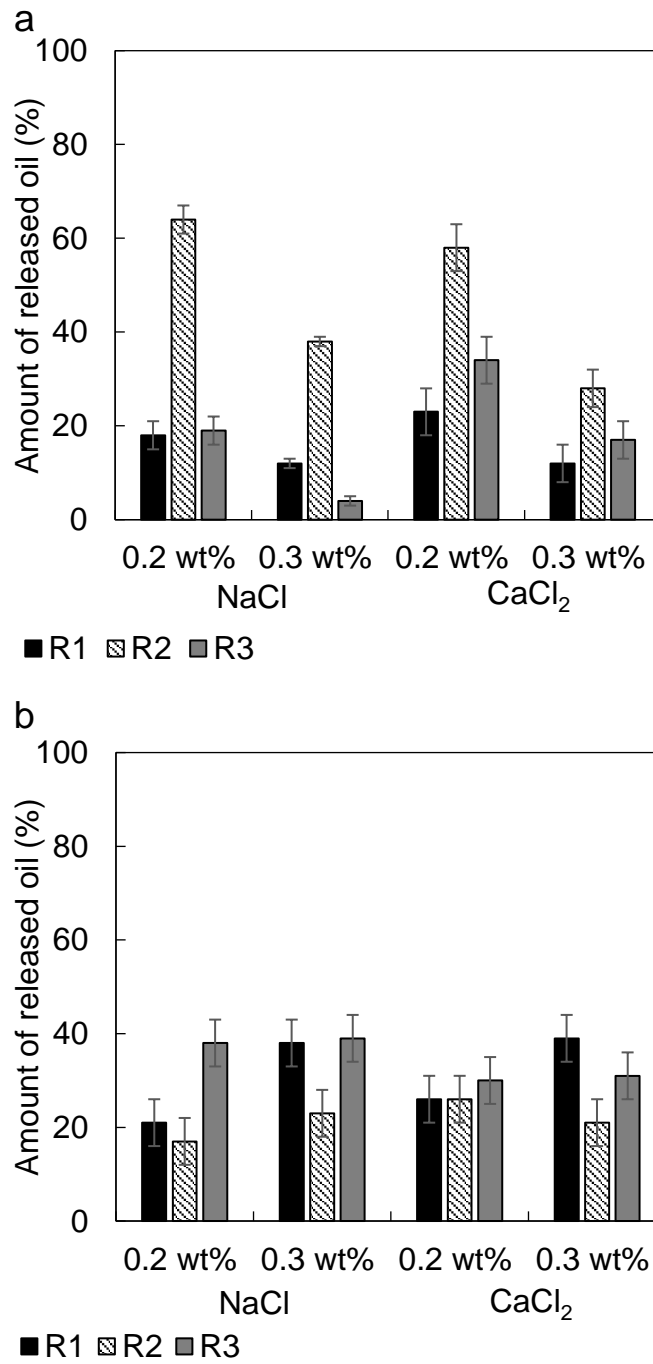 a
Amount of released oil (%)
100
80
60
40
20
0
0.2 wt% 0.3 wt% 0.2 wt% 0.3 wt%
NaCl CaCl₂
R1 R2 R3
b
Amount of released oil (%)
100
80
60
40
20
0
0.2 wt% 0.3 wt% 0.2 wt% 0.3 wt%
NaCl CaCl₂
R1 R2 R3